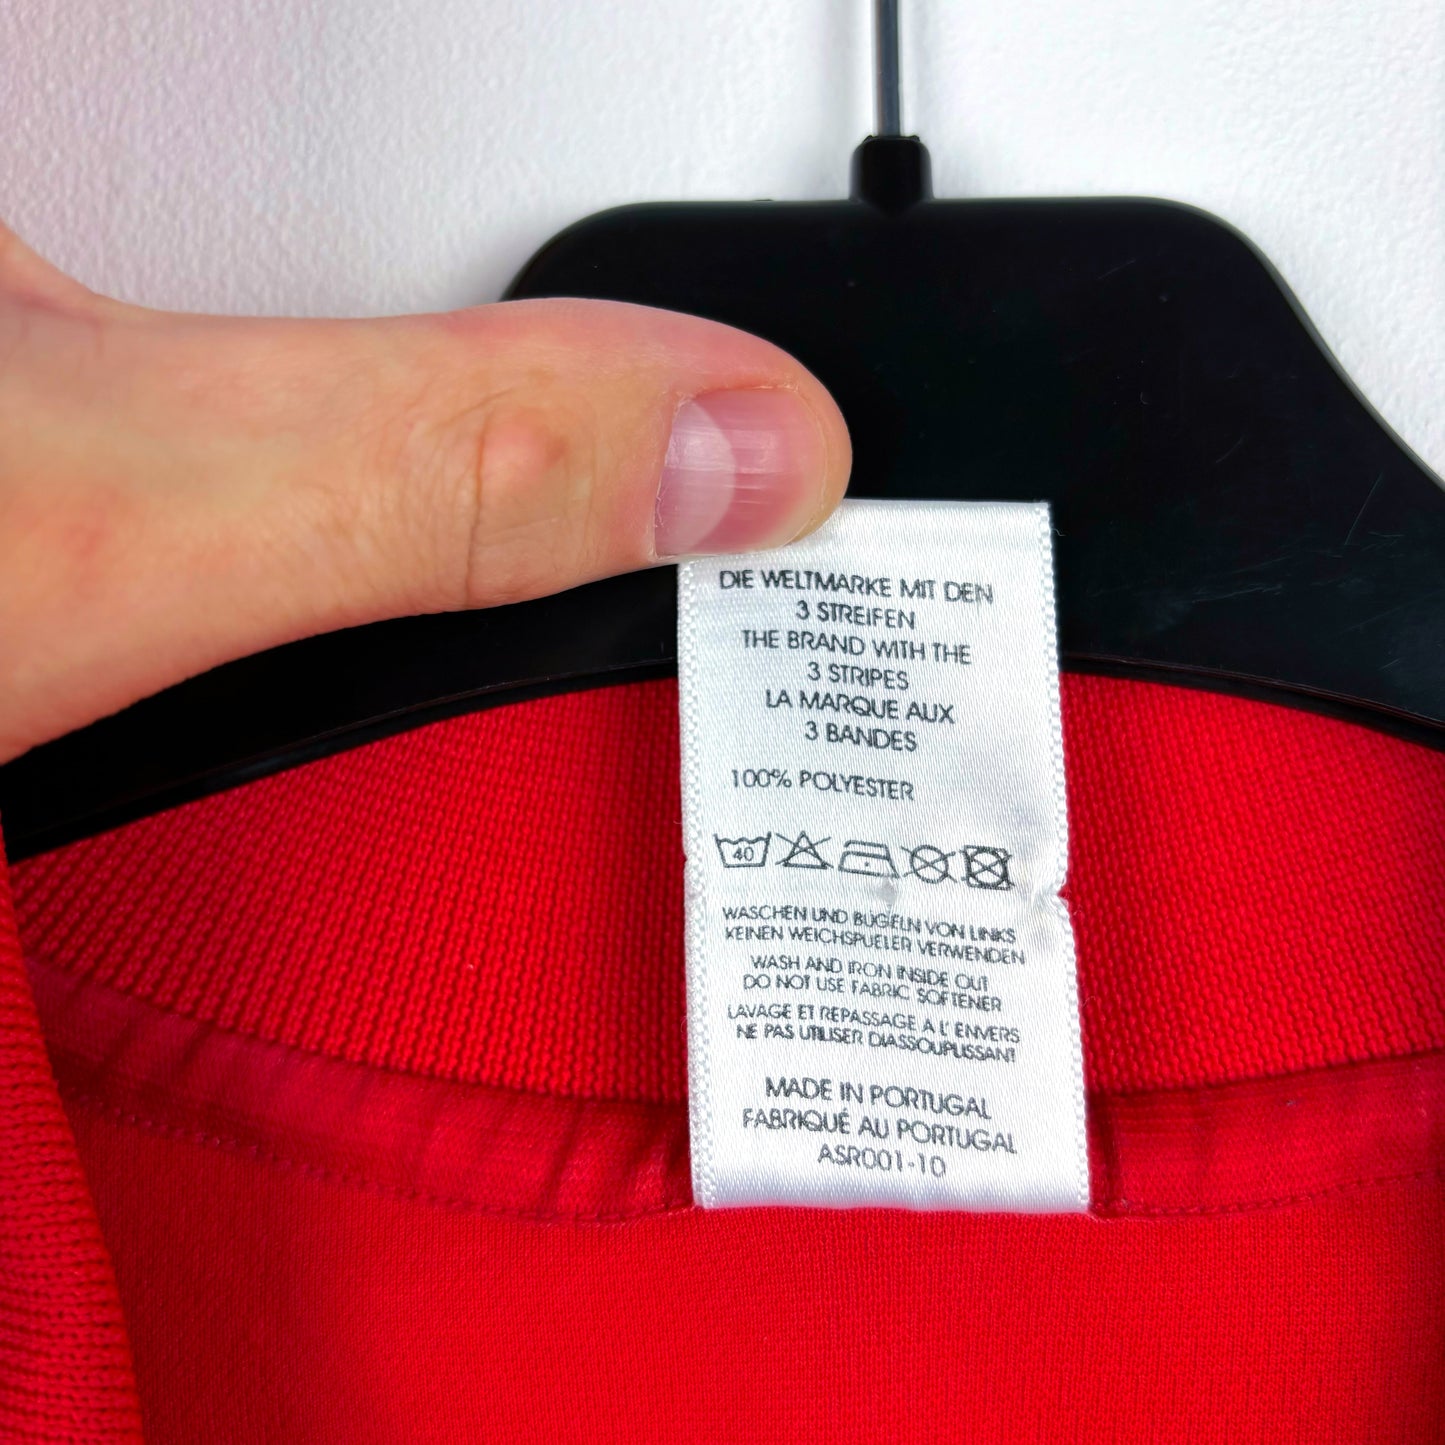 DIE WELTMARKE MIT DEN
3 STREIFEN
THE BRAND WITH THE
3 STRIPES
LA MARQUE AUX
3 BANDES
100% POLYESTER
40
WASCHEN UND BUGELN VON LINKS
KEINEN WEICHSPUELER VERWENDEN
WASH AND IRON INSIDE OUT
DO NOT USE FABRIC SOFTENER
LAVAGE ET REPASSAGE A L' ENVERS
NE PAS UTILISER DIASSOUPLISSANT
MADE IN PORTUGAL
FABRIQUÉ AU PORTUGAL
ASR001-10